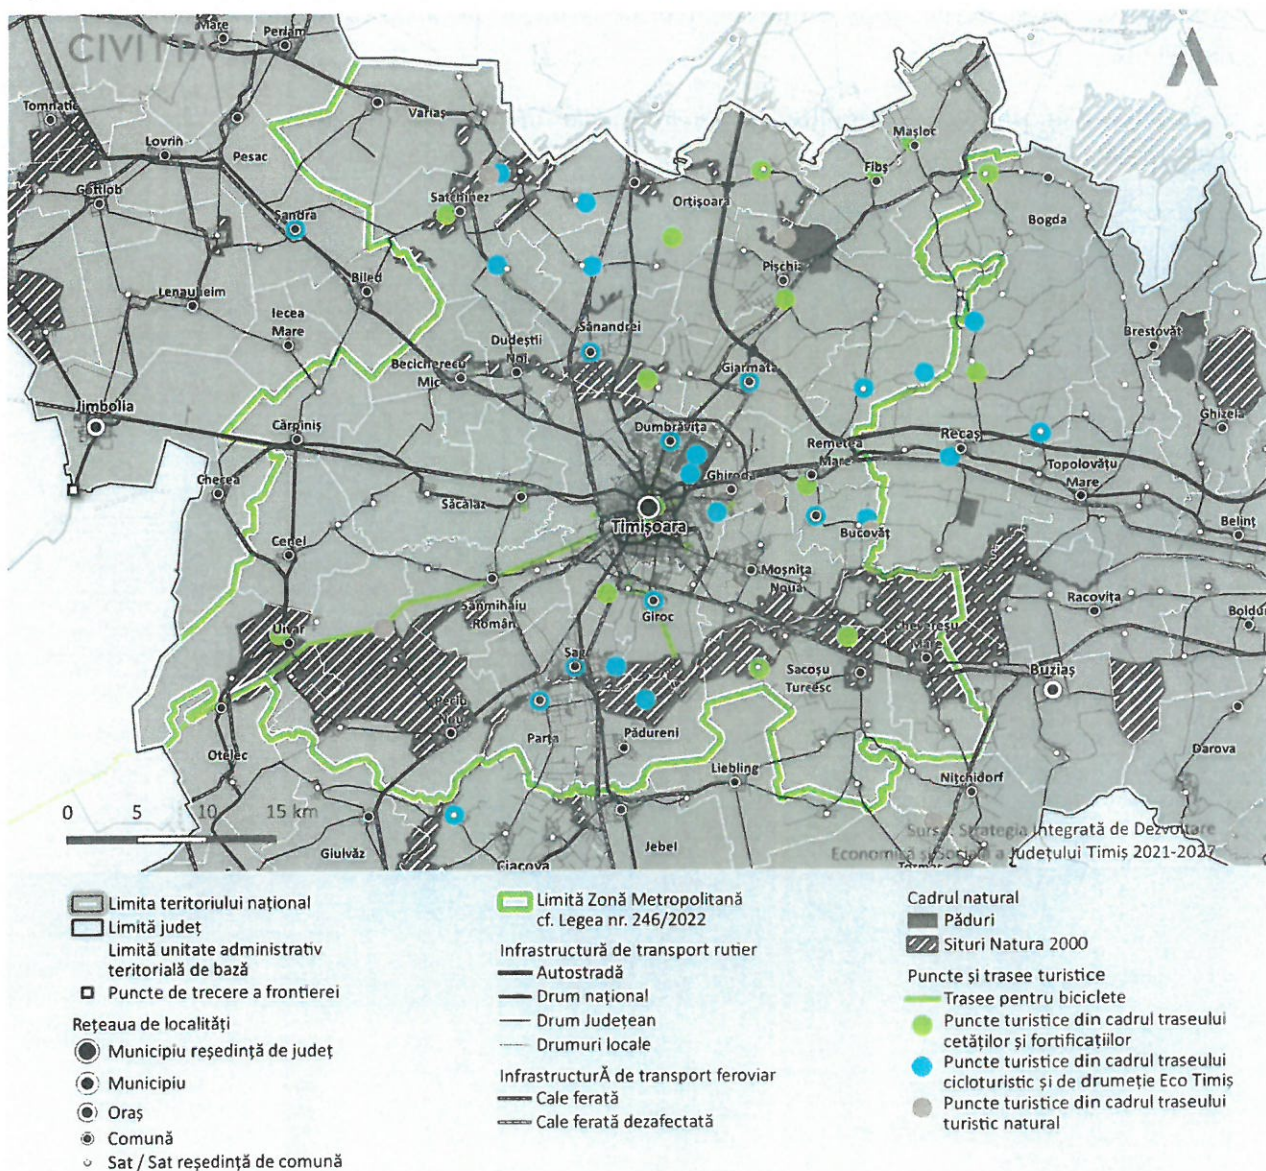 CIVITTA
Mare
Periam
Tomnatic
Variaș
Lovrin
Pesac
Mașloc
Fibș
Gottlob
Satchinez
Orțișoara
Bogda
Șandra
Biled
Pișchia
Lenauheim
Iecea
Mare
Dudeștii
Noi
Sânandrei
Brestovăț
Becicherecu
Mic
Giarmata
Jimbolia
Ghizela
Cărpiniș
Dumbrăvița
Remetea
Mare
Recaș
Checea
Ghiroda
Topolovățu
Mare
Săcălaz
Timișoara
Bucovăț
Belinț
Cenei
Moșnița
Nouă
Sânmihaiu
Român
Racovița
Giroc
Boldur
Uivar
Cheveresu
Mare
Șag
Sacoșu
Turcesc
Buziaș
Peciu
Nou
Parța
Pădureni
Otelec
Darova
Liebling
Nițchidorf
0 5 10 15 km
Giulvăz
Jebel
Ciacova
Sursa: Strategia Integrată de Dezvoltare
Economică și Socială a Județului Timiș 2021-2027
Tormac
Limita teritoriului național
Limită județ
Limită unitate administrativ
teritorială de bază
Puncte de trecere a frontierei
Rețeaua de localități
Municipiu reședință de județ
Municipiu
Oraș
Comună
Sat / Sat reședință de comună
Limită Zonă Metropolitană
cf. Legea nr. 246/2022
Infrastructură de transport rutier
Autostradă
Drum național
Drum Județean
Drumuri locale
InfrastructurĂ de transport feroviar
Cale ferată
Cale ferată dezafectată
Cadrul natural
Păduri
Situri Natura 2000
Puncte și trasee turistice
Trasee pentru biciclete
Puncte turistice din cadrul traseului
cetăților și fortificațiilor
Puncte turistice din cadrul traseului
cicloturistic și de drumeție Eco Timiș
Puncte turistice din cadrul traseului
turistic natural